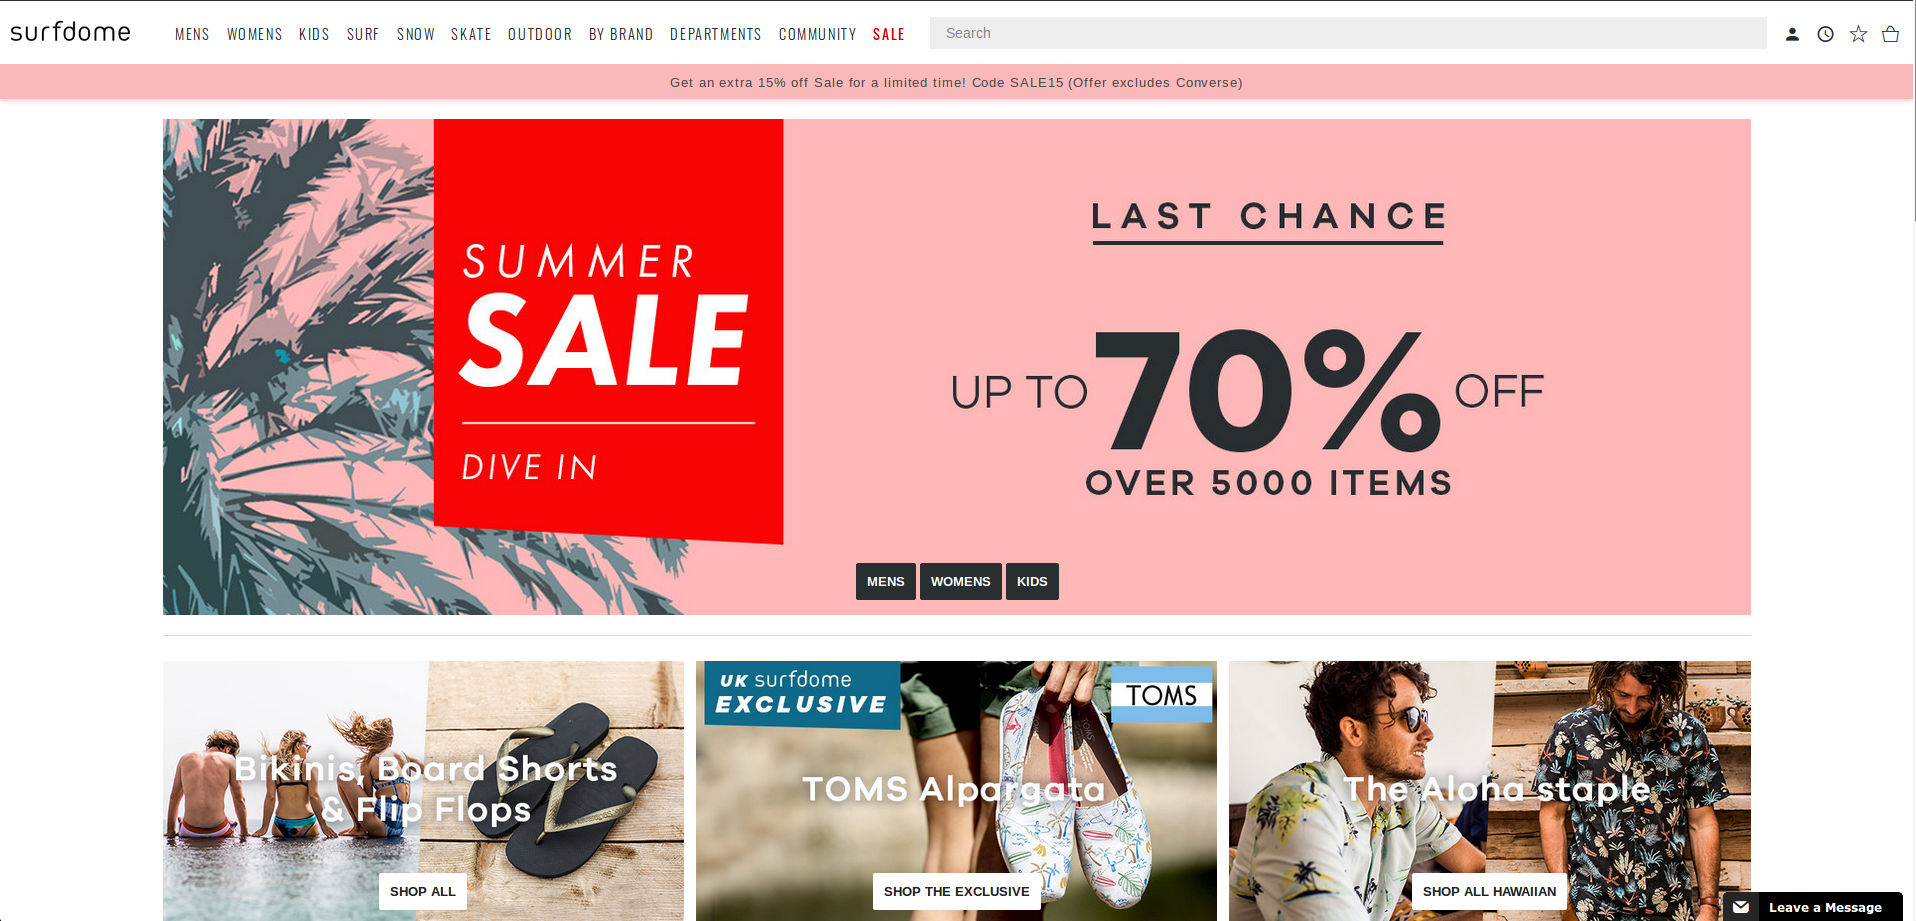 surfdome
MENS WOMENS KIDS SURF SNOW SKATE OUTDOOR BY BRAND DEPARTMENTS COMMUNITY SALE
Search
Get an extra 15% off Sale for a limited time! Code SALE15 (Offer excludes Converse)
SUMMER
SALE
DIVE IN
LAST CHANCE
UP TO 70% OFF
OVER 5000 ITEMS
MENS WOMENS KIDS
Bikinis, Board Shorts
& Flip Flops
SHOP ALL
UK surfdome
EXCLUSIVE
TOMS
TOMS
TOMS Alpargata
SHOP THE EXCLUSIVE
The Aloha staple
SHOP ALL HAWAIIAN
Leave a Message